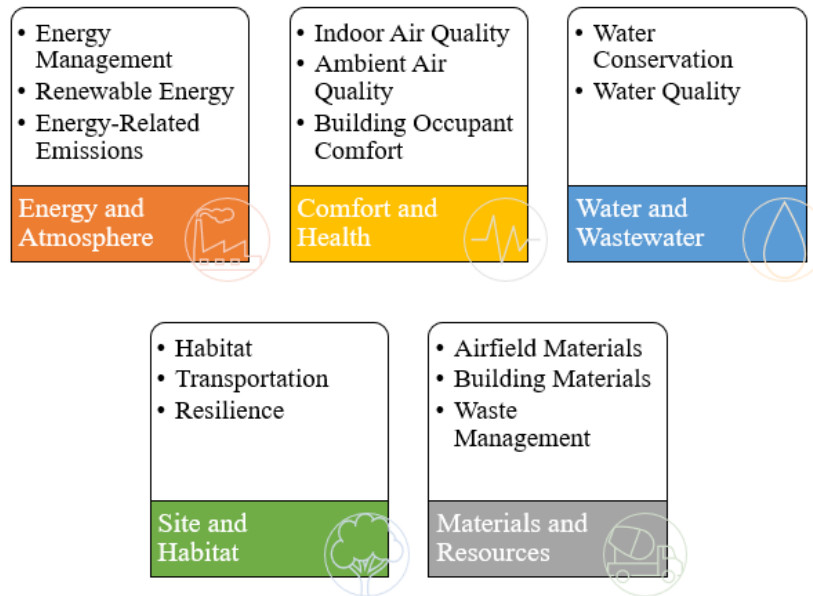 • Energy
Management
• Renewable Energy
• Energy-Related
Emissions
Energy and
Atmosphere
• Indoor Air Quality
• Ambient Air
Quality
• Building Occupant
Comfort
Comfort and
Health
• Water
Conservation
• Water Quality
Water and
Wastewater
• Habitat
• Transportation
• Resilience
Site and
Habitat
• Airfield Materials
• Building Materials
• Waste
Management
Materials and
Resources